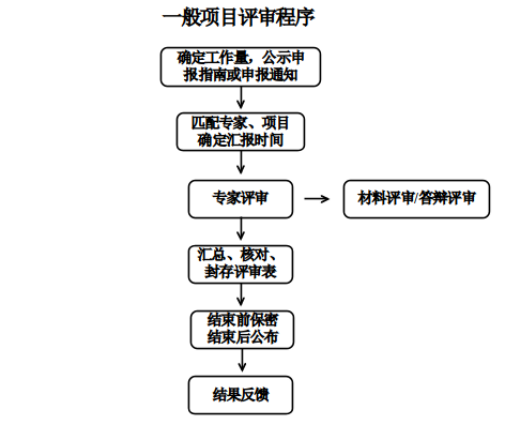 一般项目评审程序
确定工作量，公示申
报指南或申报通知
匹配专家、项目
确定汇报时间
专家评审
材料评审/答辩评审
汇总、核对、
封存评审表
结束前保密
结束后公布
结果反馈